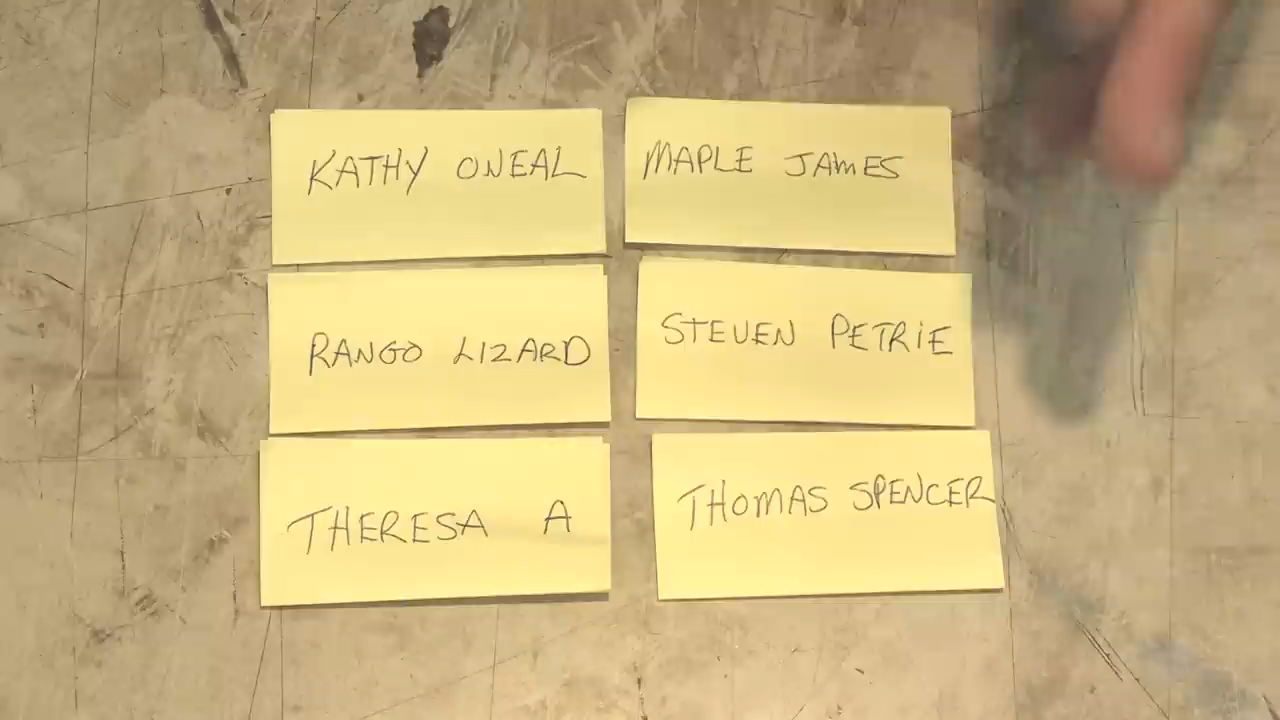 KATHY ONEAL
MAPLE JAMES
RANGO LIZARD
STEVEN PETRIE
THERESA A
THOMAS SPENCER